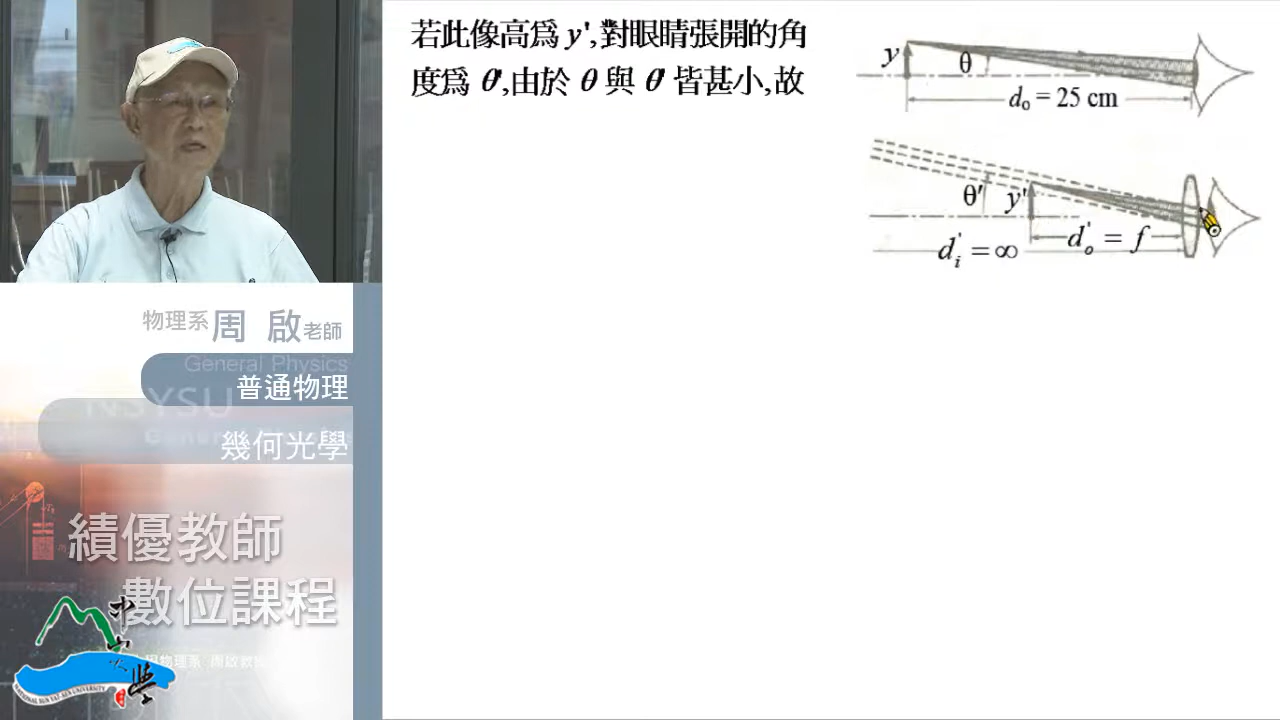 若此像高為 y',對眼睛張開的角
度為 θ',由於 θ 與 θ' 皆甚小,故
y
θ
d₀ = 25 cm
θ'
y'
d'ₒ = f
d'ᵢ = ∞
物理系周 啟老師
General Physics
普通物理
NSYSU
幾何光學
績優教師
數位課程